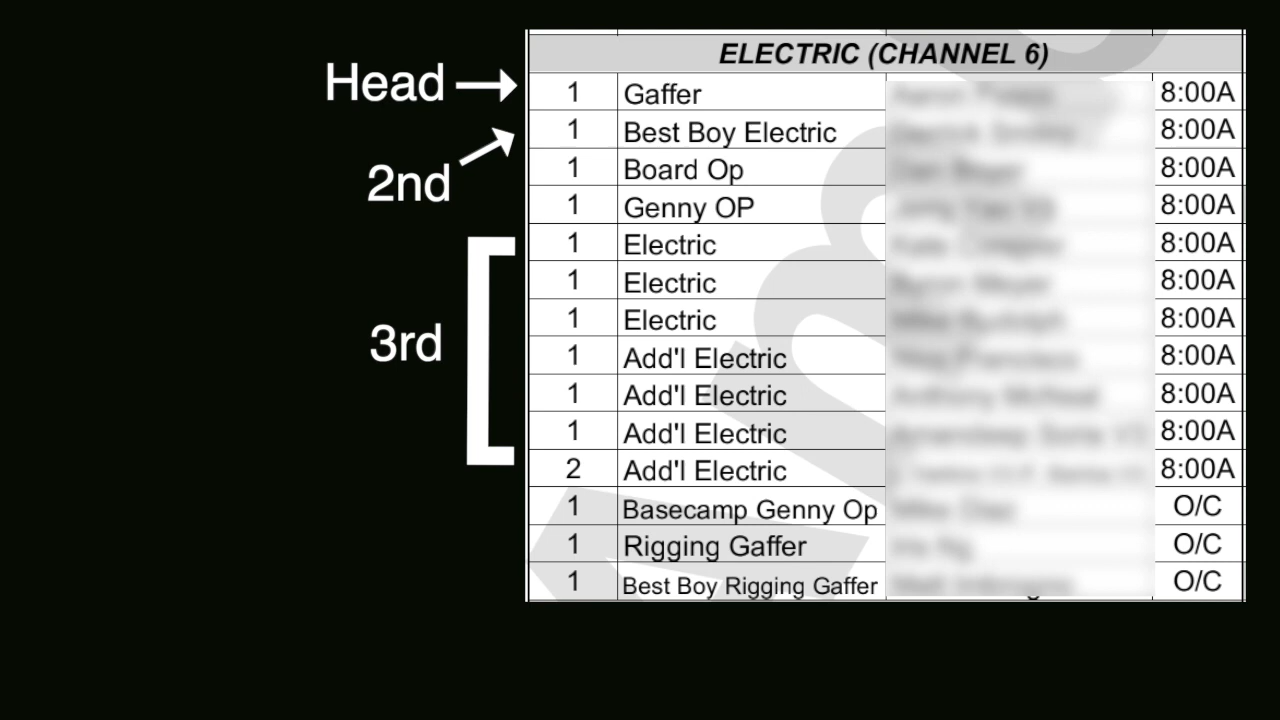 ELECTRIC (CHANNEL 6)
Head → 1 Gaffer 8:00A
2nd 1 Best Boy Electric 8:00A
1 Board Op 8:00A
1 Genny OP 8:00A
3rd
1 Electric 8:00A
1 Electric 8:00A
1 Electric 8:00A
1 Add'l Electric 8:00A
1 Add'l Electric 8:00A
1 Add'l Electric 8:00A
2 Add'l Electric 8:00A
1 Basecamp Genny Op O/C
1 Rigging Gaffer O/C
1 Best Boy Rigging Gaffer O/C